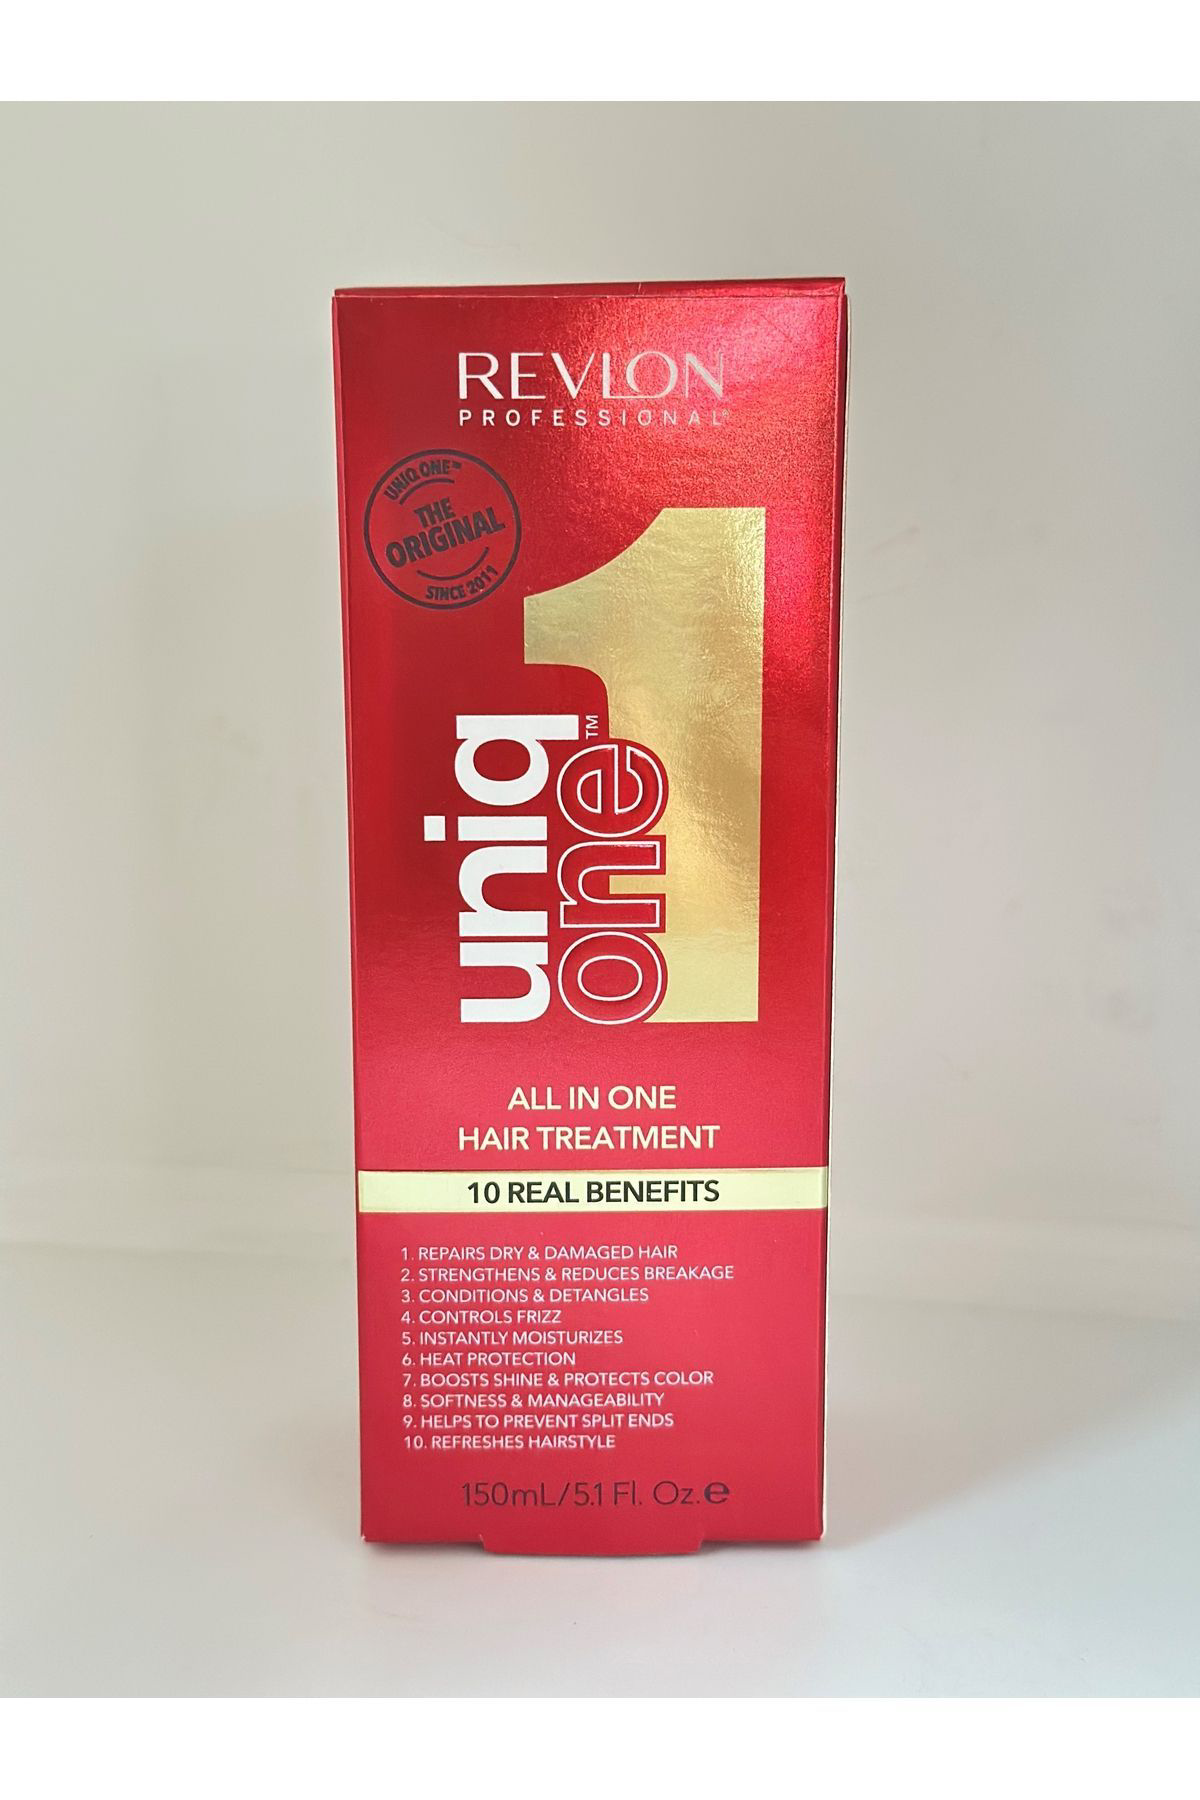 REVLON
PROFESSIONAL®
UNIQ ONE™
THE
ORIGINAL
SINCE 2011
uniq
one™
1
ALL IN ONE
HAIR TREATMENT
10 REAL BENEFITS
1. REPAIRS DRY & DAMAGED HAIR
2. STRENGTHENS & REDUCES BREAKAGE
3. CONDITIONS & DETANGLES
4. CONTROLS FRIZZ
5. INSTANTLY MOISTURIZES
6. HEAT PROTECTION
7. BOOSTS SHINE & PROTECTS COLOR
8. SOFTNESS & MANAGEABILITY
9. HELPS TO PREVENT SPLIT ENDS
10. REFRESHES HAIRSTYLE
150mL/5.1 Fl. Oz. ℮